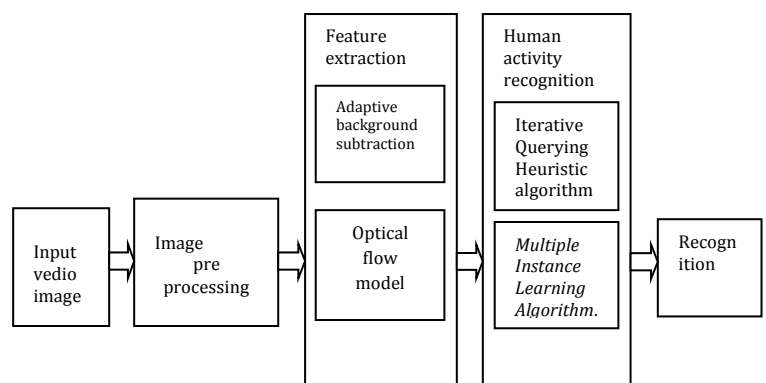 Input
vedio
image
Image
pre
processing
Feature
extraction
Adaptive
background
subtraction
Optical
flow
model
Human
activity
recognition
Iterative
Querying
Heuristic
algorithm
Multiple
Instance
Learning
Algorithm.
Recogn
ition